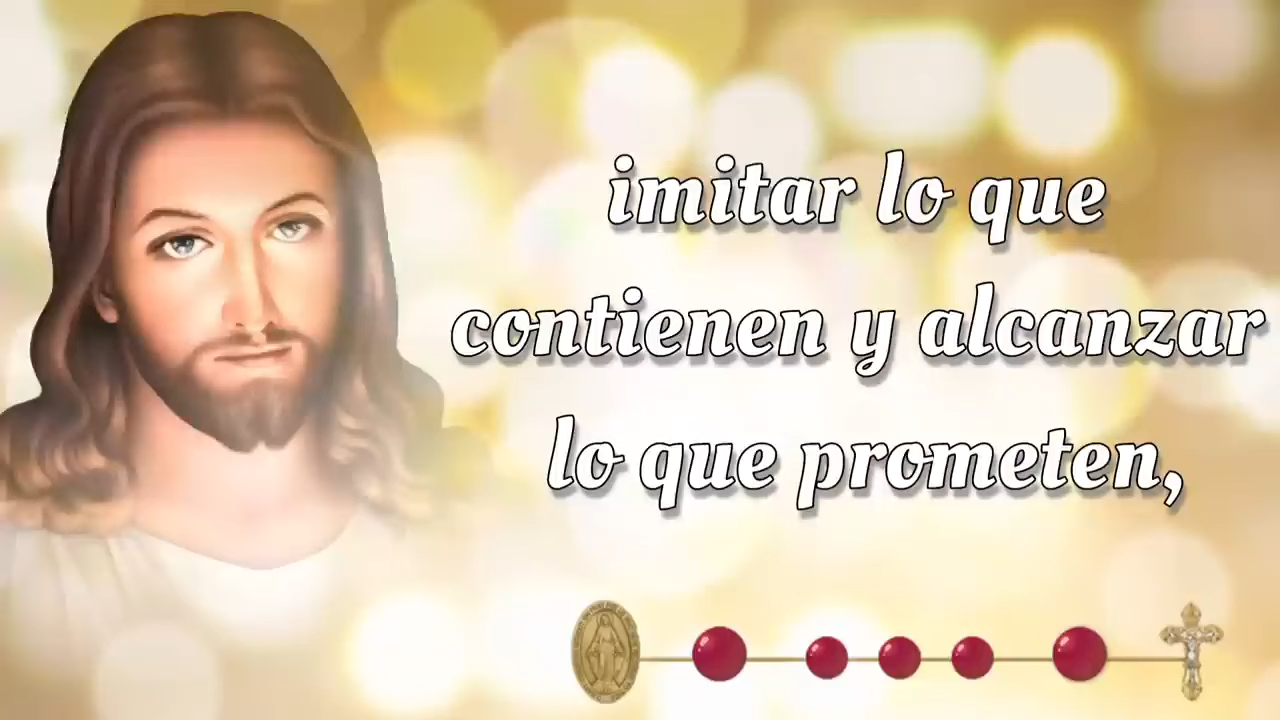 imitar lo que
contienen y alcanzar
lo que prometen,